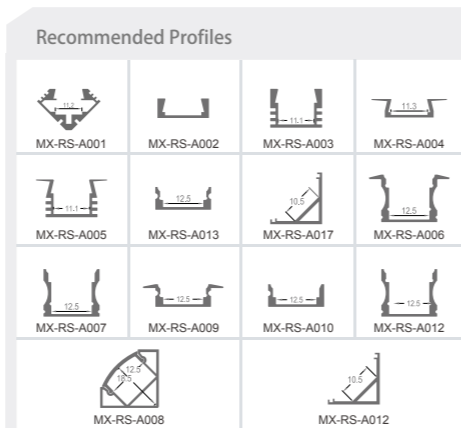 Recommended Profiles
11.2
11.1
11.3
MX-RS-A001 MX-RS-A002 MX-RS-A003 MX-RS-A004
11.1
12.5
10.5
12.5
MX-RS-A005 MX-RS-A013 MX-RS-A017 MX-RS-A006
12.5
12.5
12.5
12.5
MX-RS-A007 MX-RS-A009 MX-RS-A010 MX-RS-A012
12.5
18.5
10.5
MX-RS-A008 MX-RS-A012